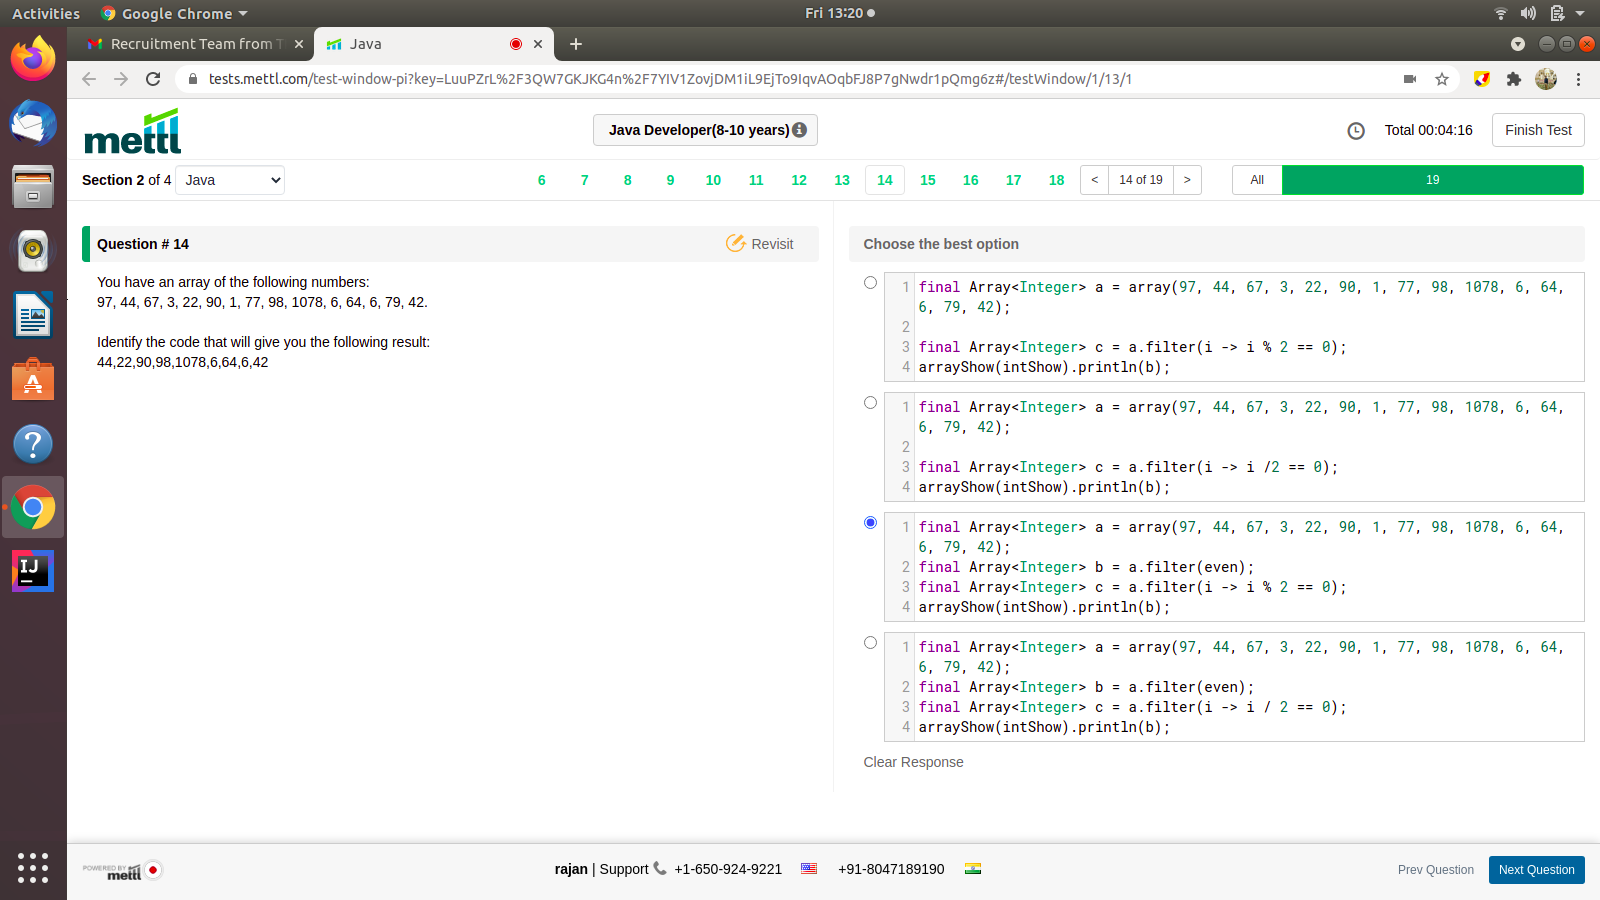 Activities
Google Chrome
Fri 13:20
Recruitment Team from T
Java
tests.mettl.com/test-window-pi?key=LuuPZrL%2F3QW7GKJKG4n%2F7YIV1ZovjDM1iL9EjTo9IqvAOqbFJ8P7gNwdr1pQmg6z#/testWindow/1/13/1
mettl
Java Developer(8-10 years)
Total 00:04:16
Finish Test
Section 2 of 4 Java
6 7 8 9 10 11 12 13 14 15 16 17 18 < 14 of 19 > All 19
Question # 14
Revisit
You have an array of the following numbers:
97, 44, 67, 3, 22, 90, 1, 77, 98, 1078, 6, 64, 6, 79, 42.
Identify the code that will give you the following result:
44,22,90,98,1078,6,64,6,42
Choose the best option
1 final Array<Integer> a = array(97, 44, 67, 3, 22, 90, 1, 77, 98, 1078, 6, 64,
6, 79, 42);
2
3 final Array<Integer> c = a.filter(i -> i % 2 == 0);
4 arrayShow(intShow).println(b);
1 final Array<Integer> a = array(97, 44, 67, 3, 22, 90, 1, 77, 98, 1078, 6, 64,
6, 79, 42);
2
3 final Array<Integer> c = a.filter(i -> i /2 == 0);
4 arrayShow(intShow).println(b);
1 final Array<Integer> a = array(97, 44, 67, 3, 22, 90, 1, 77, 98, 1078, 6, 64,
6, 79, 42);
2 final Array<Integer> b = a.filter(even);
3 final Array<Integer> c = a.filter(i -> i % 2 == 0);
4 arrayShow(intShow).println(b);
1 final Array<Integer> a = array(97, 44, 67, 3, 22, 90, 1, 77, 98, 1078, 6, 64,
6, 79, 42);
2 final Array<Integer> b = a.filter(even);
3 final Array<Integer> c = a.filter(i -> i / 2 == 0);
4 arrayShow(intShow).println(b);
Clear Response
POWERED BY mettl
rajan | Support +1-650-924-9221 +91-8047189190
Prev Question
Next Question
IJ